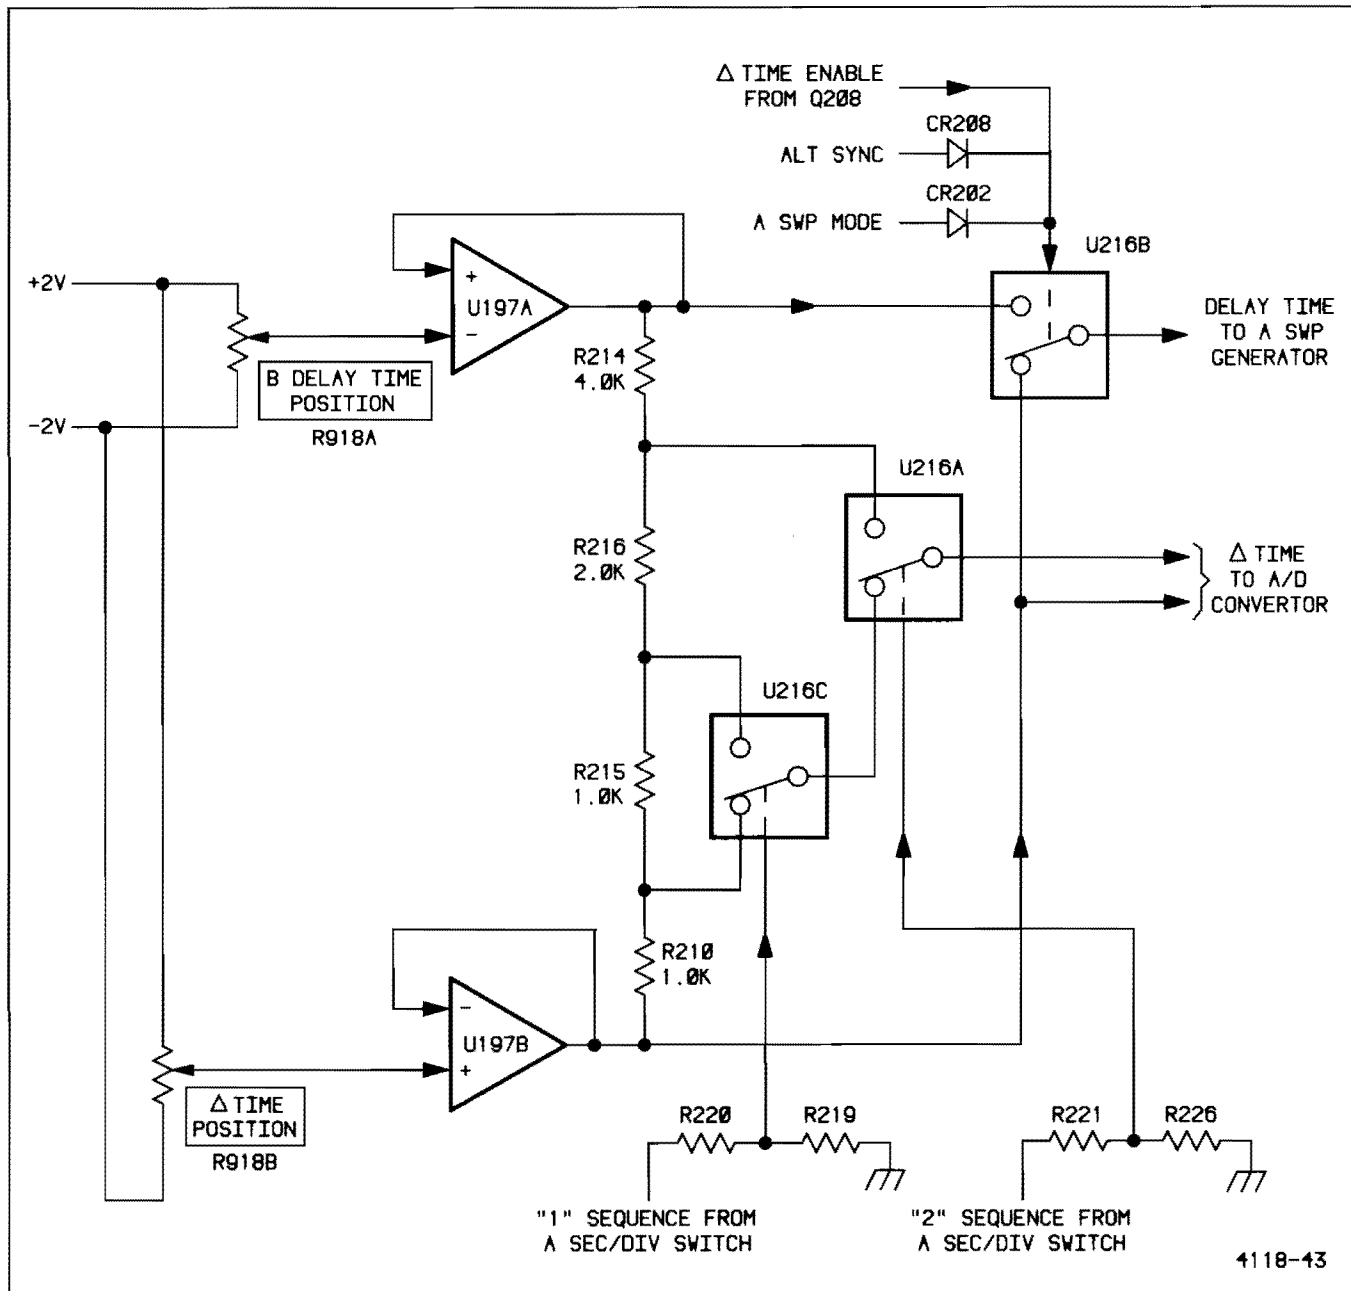 Δ TIME ENABLE
FROM Q208
CR208
ALT SYNC
CR202
A SWP MODE
U216B
+2V
+
U197A
-
DELAY TIME
TO A SWP
GENERATOR
R214
4.0K
B DELAY TIME
POSITION
R918A
-2V
U216A
R216
2.0K
Δ TIME
TO A/D
CONVERTOR
U216C
R215
1.0K
R210
1.0K
-
U197B
+
Δ TIME
POSITION
R918B
R220
R219
R221
R226
"1" SEQUENCE FROM
A SEC/DIV SWITCH
"2" SEQUENCE FROM
A SEC/DIV SWITCH
4118-43